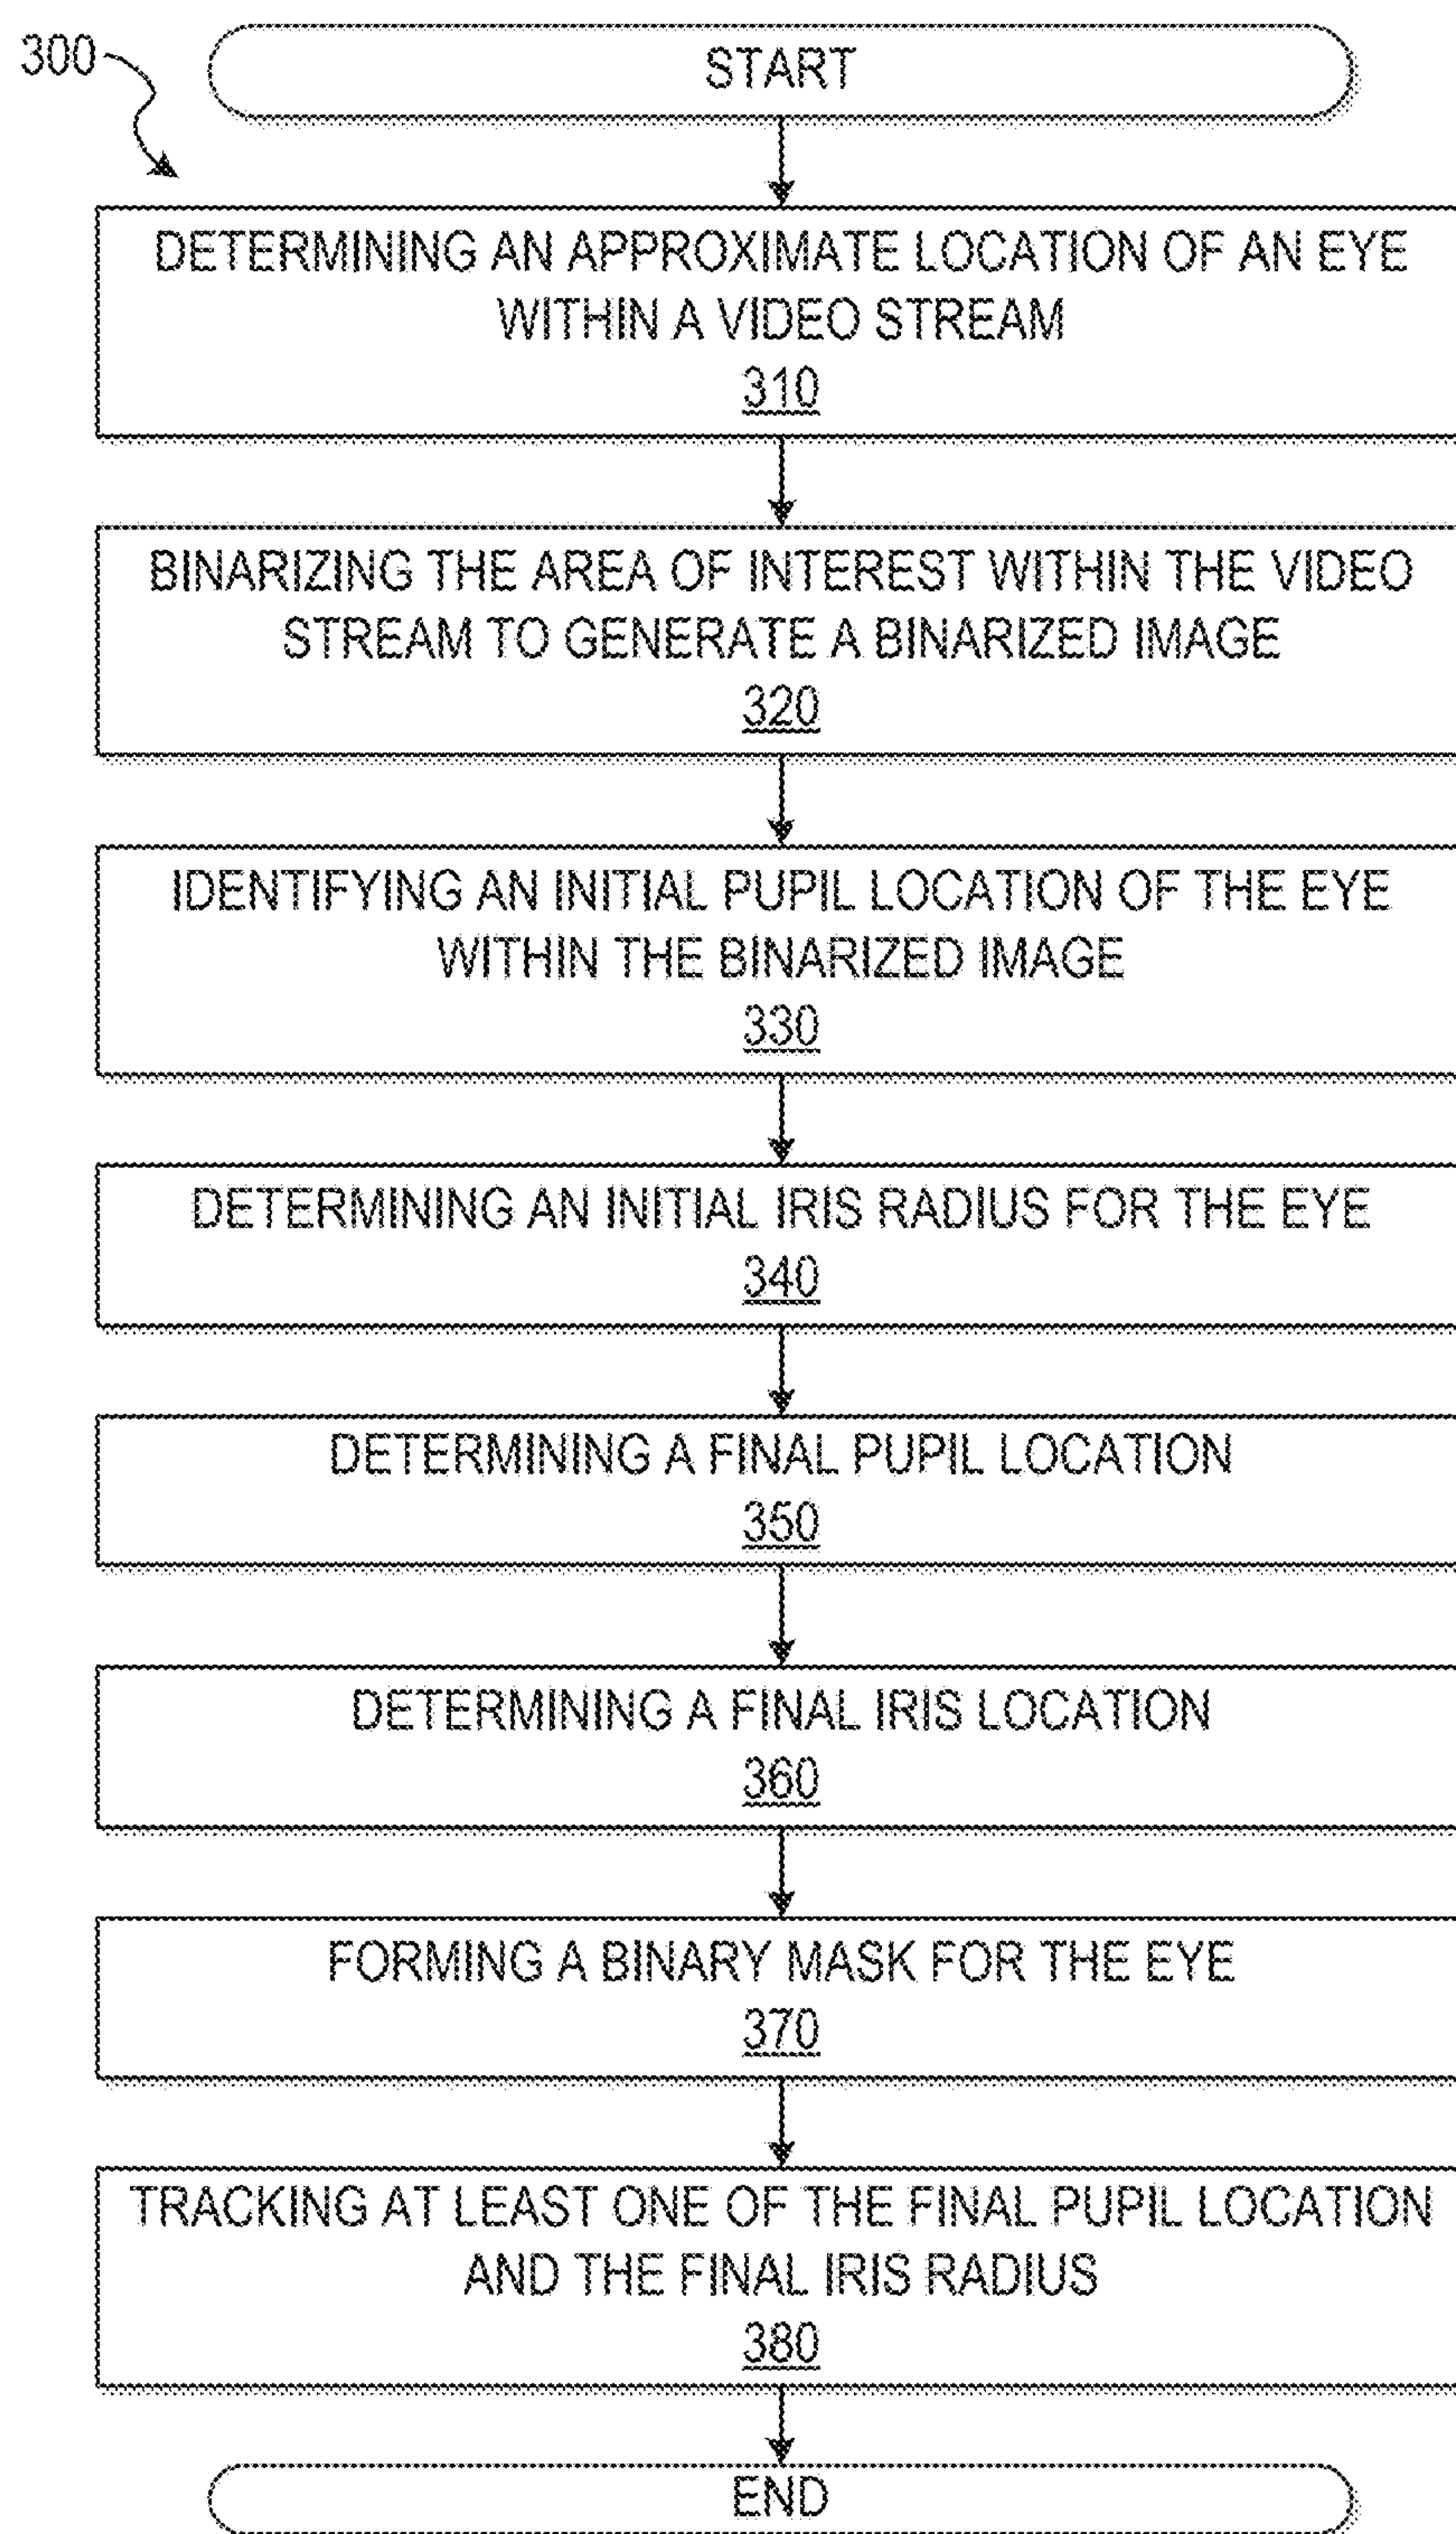 300
START
DETERMINING AN APPROXIMATE LOCATION OF AN EYE
WITHIN A VIDEO STREAM
310
BINARIZING THE AREA OF INTEREST WITHIN THE VIDEO
STREAM TO GENERATE A BINARIZED IMAGE
320
IDENTIFYING AN INITIAL PUPIL LOCATION OF THE EYE
WITHIN THE BINARIZED IMAGE
330
DETERMINING AN INITIAL IRIS RADIUS FOR THE EYE
340
DETERMINING A FINAL PUPIL LOCATION
350
DETERMINING A FINAL IRIS LOCATION
360
FORMING A BINARY MASK FOR THE EYE
370
TRACKING AT LEAST ONE OF THE FINAL PUPIL LOCATION
AND THE FINAL IRIS RADIUS
380
END